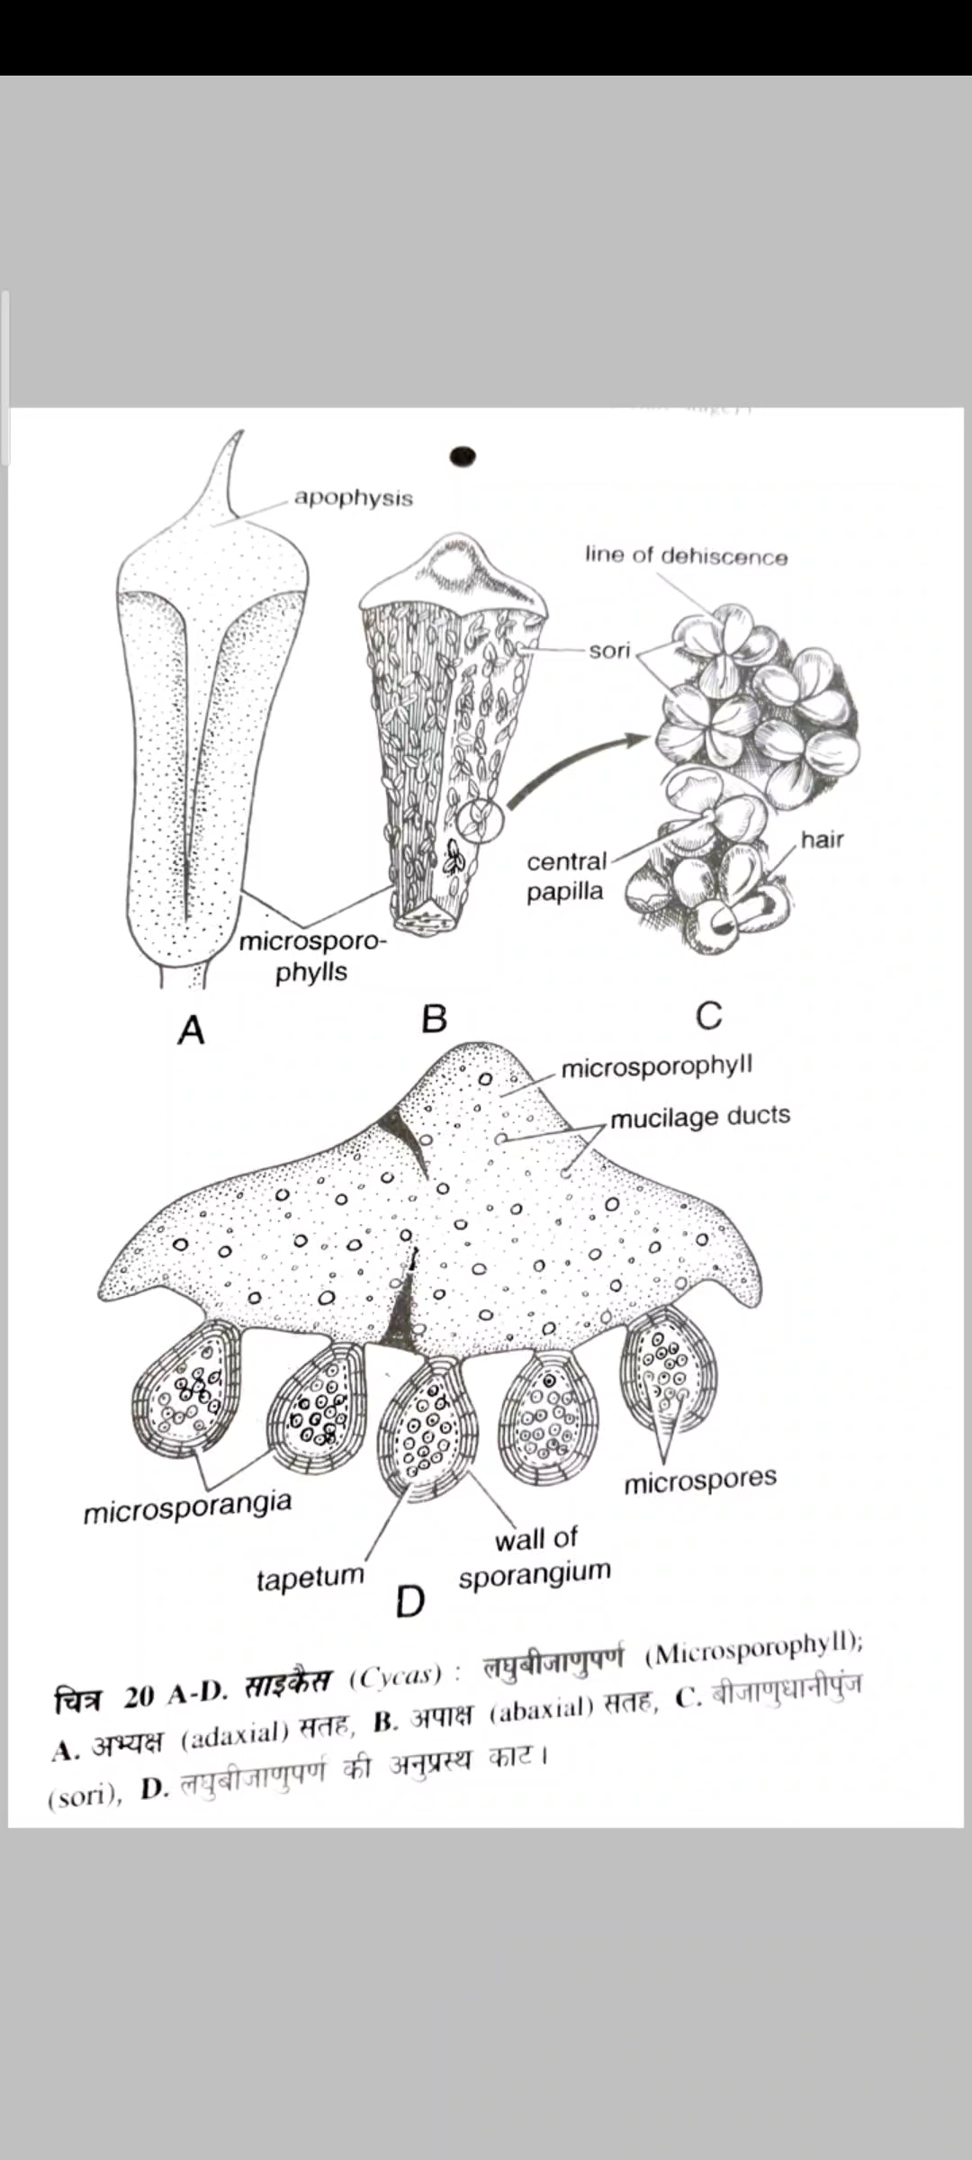 apophysis
line of dehiscence
sori
hair
central
papilla
microsporo-
phylls
A
B
C
microsporophyll
mucilage ducts
microsporangia
microspores
tapetum
wall of
sporangium
D
चित्र 20 A-D. साइकैस (Cycas) : लघुबीजाणुपर्ण (Microsporophyll);
A. अभ्यक्ष (adaxial) सतह, B. अपाक्ष (abaxial) सतह, C. बीजाणुधानीपुंज
(sori), D. लघुबीजाणुपर्ण की अनुप्रस्थ काट।